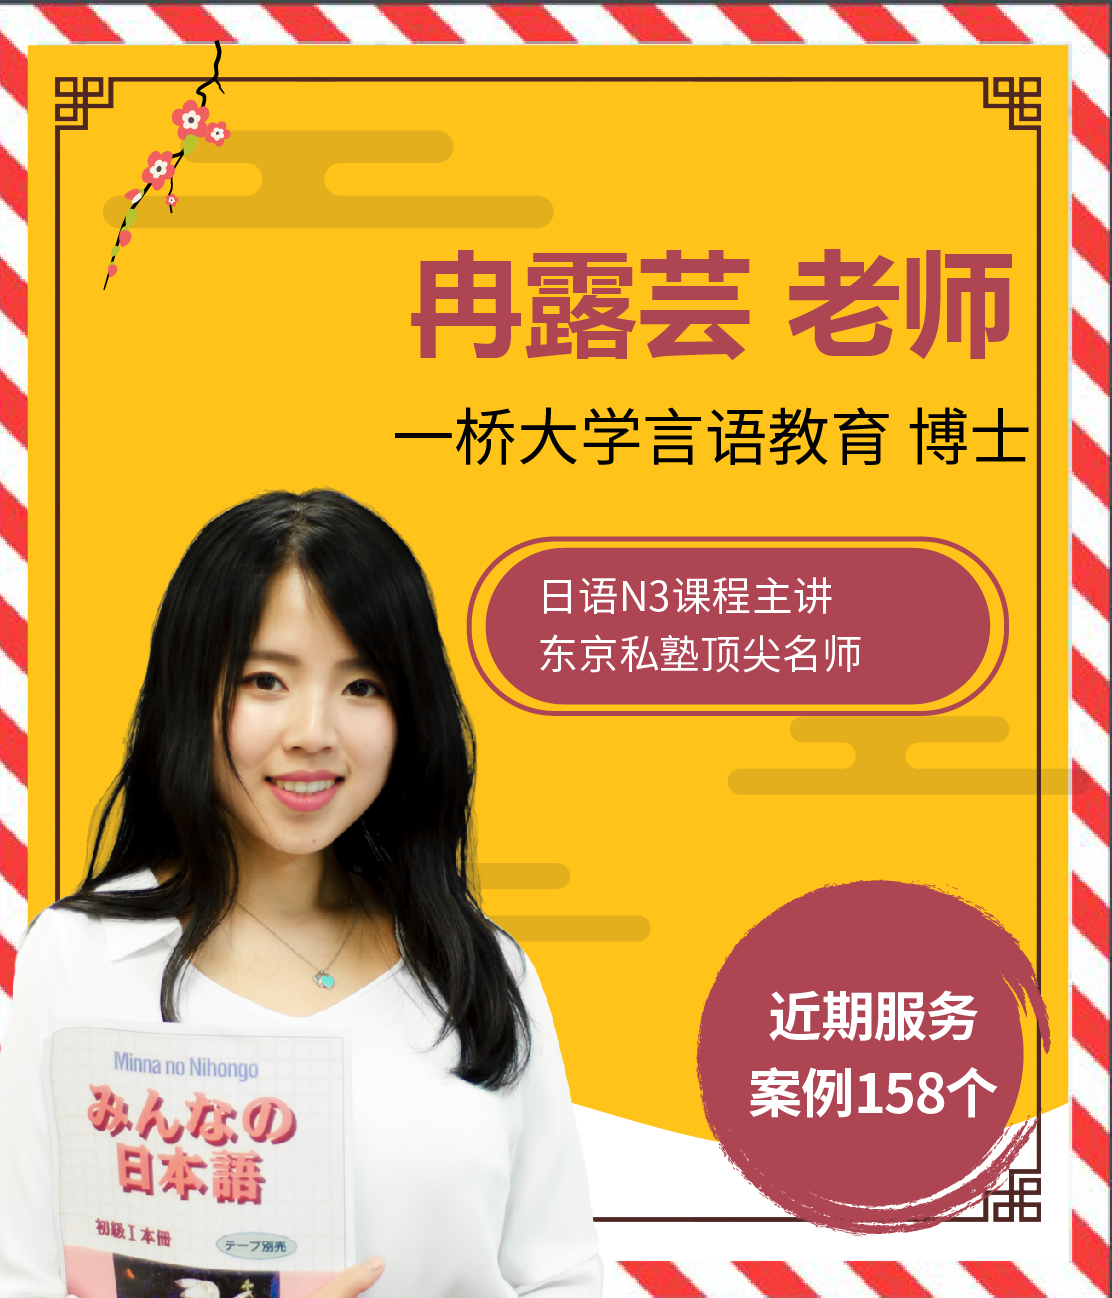 冉露芸 老师
一桥大学言语教育 博士
日语N3课程主讲
东京私塾顶尖名师
近期服务
案例158个
Minna no Nihongo
みんなの
日本語
初級 I 本冊
テープ別売